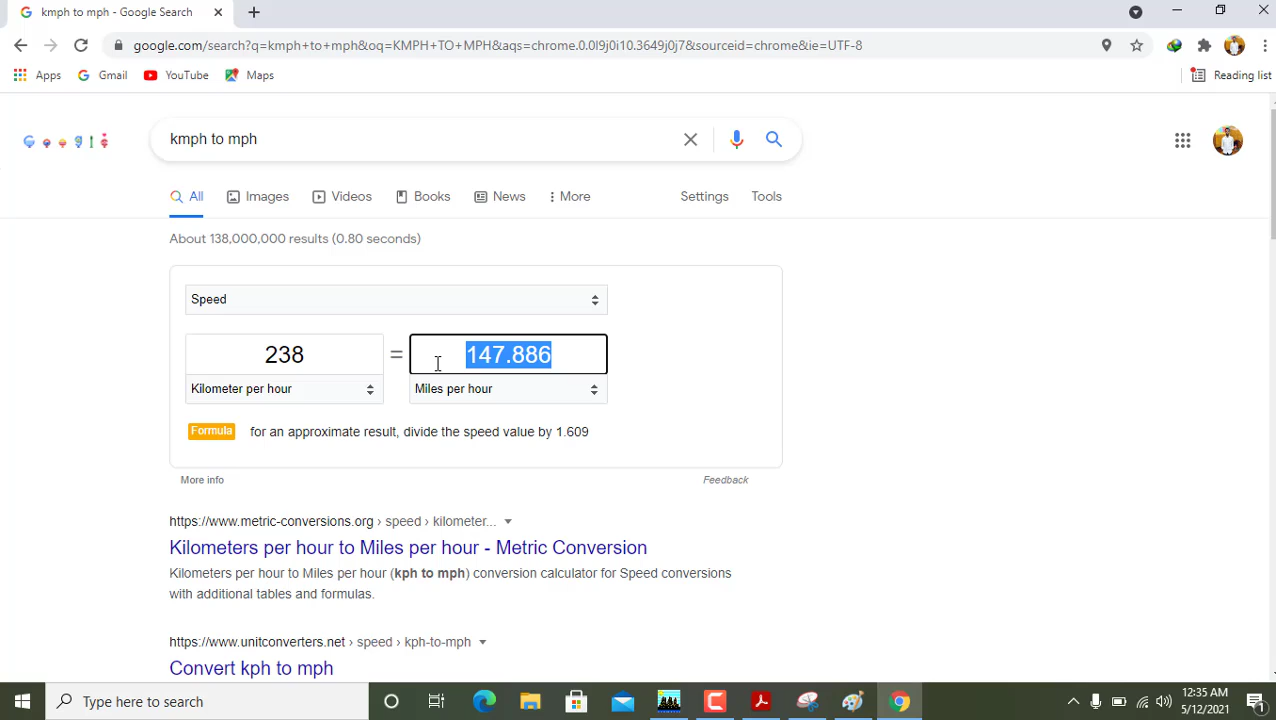 kmph to mph - Google Search
google.com/search?q=kmph+to+mph&oq=KMPH+TO+MPH&aqs=chrome.0.0l9j0i10.3649j0j7&sourceid=chrome&ie=UTF-8
Apps Gmail YouTube Maps Reading list
kmph to mph
All Images Videos Books News More Settings Tools
About 138,000,000 results (0.80 seconds)
Speed
238 = 147.886
Kilometer per hour Miles per hour
Formula for an approximate result, divide the speed value by 1.609
More info Feedback
https://www.metric-conversions.org › speed › kilometer...
Kilometers per hour to Miles per hour - Metric Conversion
Kilometers per hour to Miles per hour (kph to mph) conversion calculator for Speed conversions
with additional tables and formulas.
https://www.unitconverters.net › speed › kph-to-mph
Convert kph to mph
Type here to search
12:35 AM
5/12/2021
1